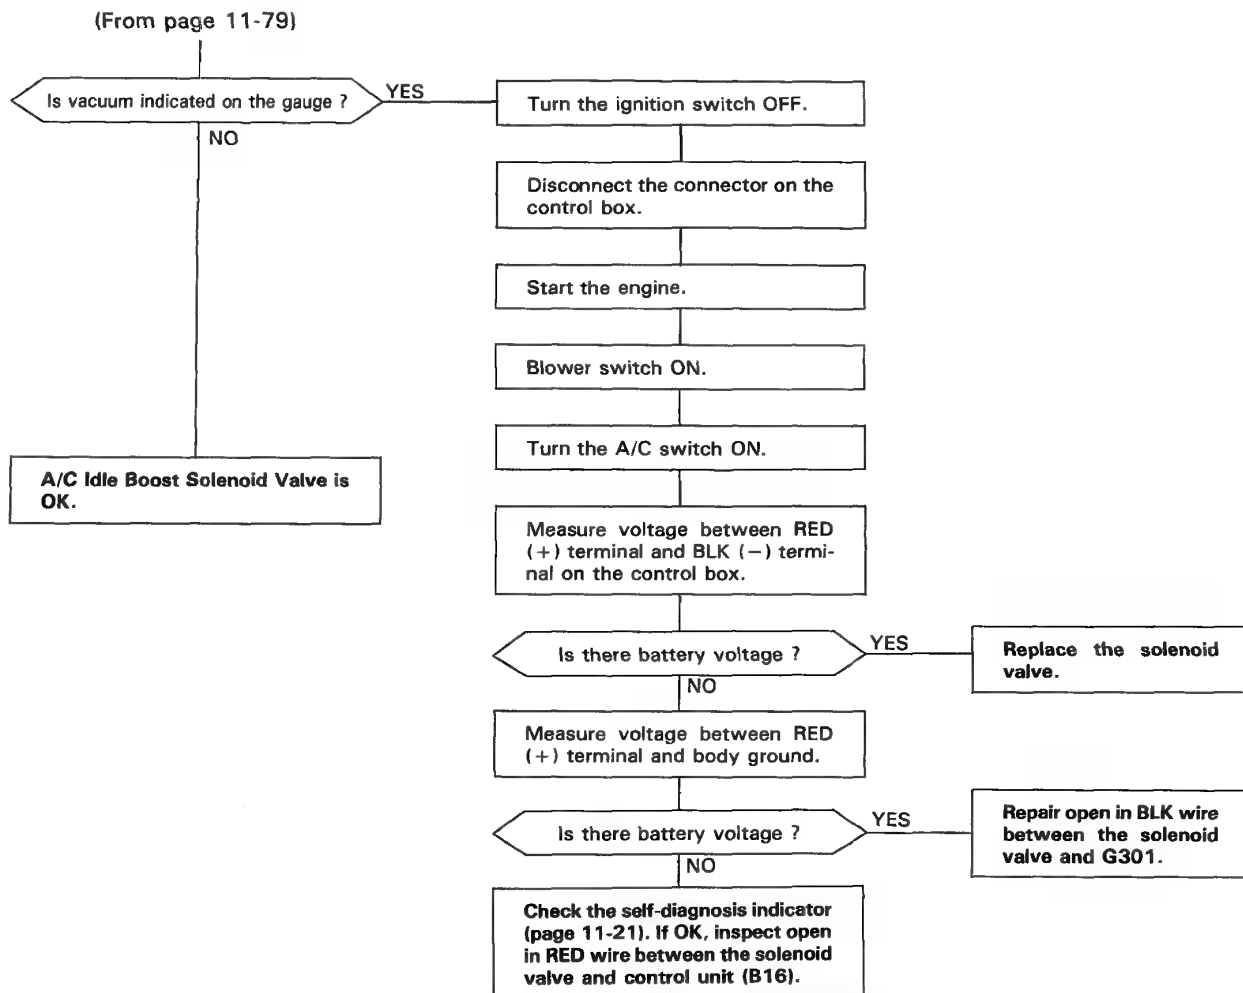 (From page 11-79)
Is vacuum indicated on the gauge ?
YES
NO
Turn the ignition switch OFF.
Disconnect the connector on the
control box.
Start the engine.
Blower switch ON.
Turn the A/C switch ON.
A/C Idle Boost Solenoid Valve is
OK.
Measure voltage between RED
(+) terminal and BLK (−) termi-
nal on the control box.
Is there battery voltage ?
YES
Replace the solenoid
valve.
NO
Measure voltage between RED
(+) terminal and body ground.
Is there battery voltage ?
YES
Repair open in BLK wire
between the solenoid
valve and G301.
NO
Check the self-diagnosis indicator
(page 11-21). If OK, inspect open
in RED wire between the solenoid
valve and control unit (B16).